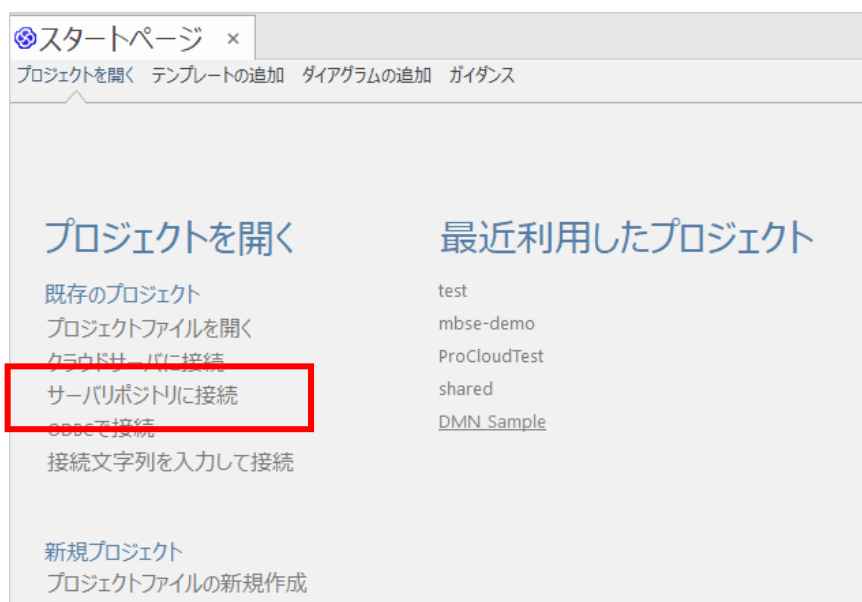 スタートページ ×
プロジェクトを開く テンプレートの追加 ダイアグラムの追加 ガイダンス
プロジェクトを開く
既存のプロジェクト
プロジェクトファイルを開く
クラウドサーバに接続
サーバリポジトリに接続
ODBCで接続
接続文字列を入力して接続
新規プロジェクト
プロジェクトファイルの新規作成
最近利用したプロジェクト
test
mbse-demo
ProCloudTest
shared
DMN Sample